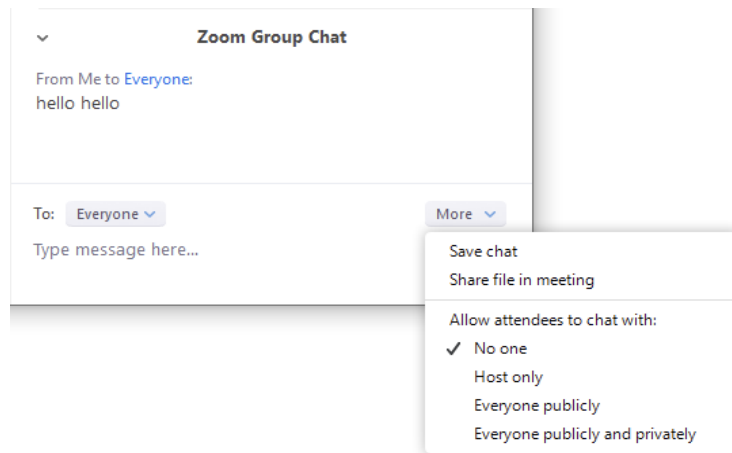 Zoom Group Chat
From Me to Everyone:
hello hello
To: Everyone More
Type message here...
Save chat
Share file in meeting
Allow attendees to chat with:
No one
Host only
Everyone publicly
Everyone publicly and privately